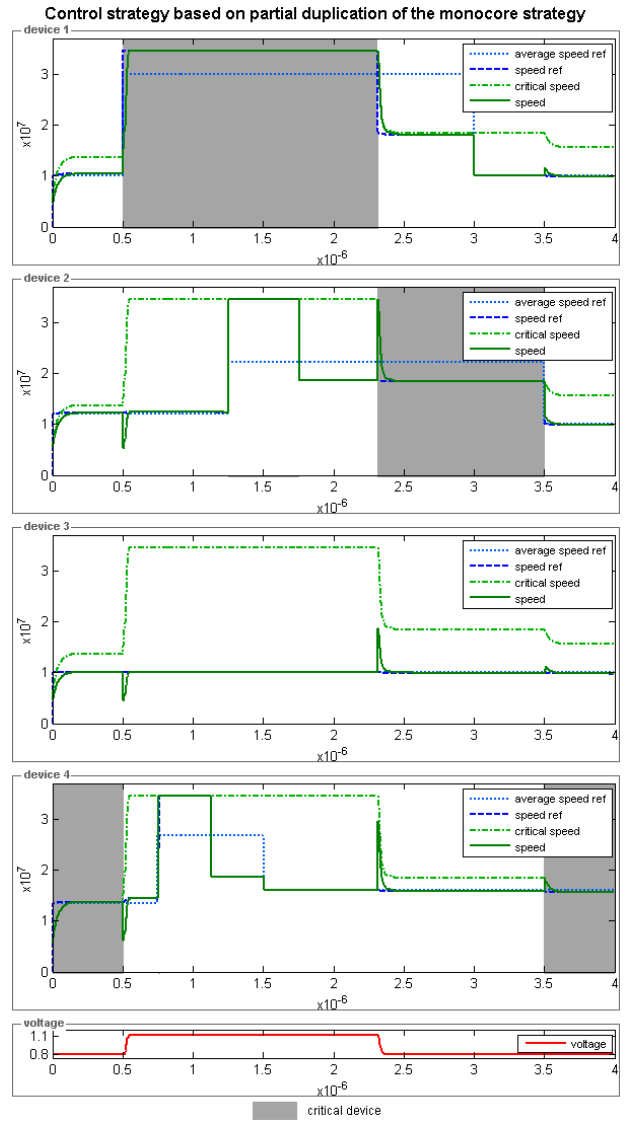 Control strategy based on partial duplication of the monocore strategy
device 1
average speed ref
speed ref
critical speed
speed
x10^7
3
2
1
0
0 0.5 1 1.5 2 2.5 3 3.5 4
x10^-6
device 2
average speed ref
speed ref
critical speed
speed
x10^7
3
2
1
0
0 0.5 1 1.5 2 2.5 3 3.5 4
x10^-6
device 3
average speed ref
speed ref
critical speed
speed
x10^7
3
2
1
0
0 0.5 1 1.5 2 2.5 3 3.5 4
x10^-6
device 4
average speed ref
speed ref
critical speed
speed
x10^7
3
2
1
0
0 0.5 1 1.5 2 2.5 3 3.5 4
x10^-6
voltage
1.1
0.8
voltage
0 0.5 1 1.5 2 2.5 3 3.5 4
x10^-6
critical device